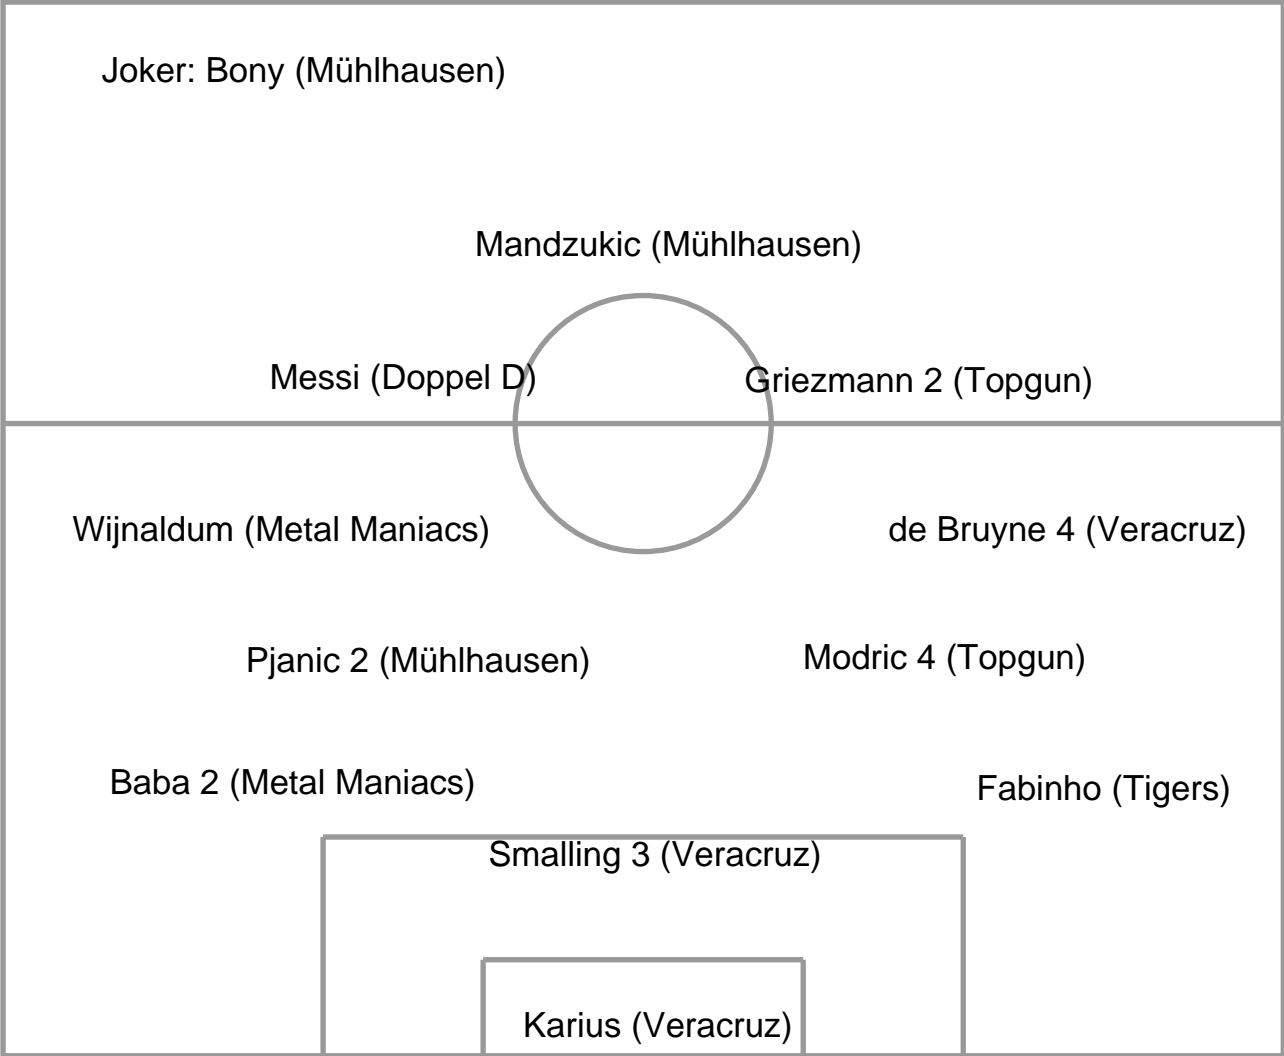 Joker: Bony (Mühlhausen)
Mandzukic (Mühlhausen)
Messi (Doppel D)
Griezmann 2 (Topgun)
Wijnaldum (Metal Maniacs)
de Bruyne 4 (Veracruz)
Pjanic 2 (Mühlhausen)
Modric 4 (Topgun)
Baba 2 (Metal Maniacs)
Fabinho (Tigers)
Smalling 3 (Veracruz)
Karius (Veracruz)